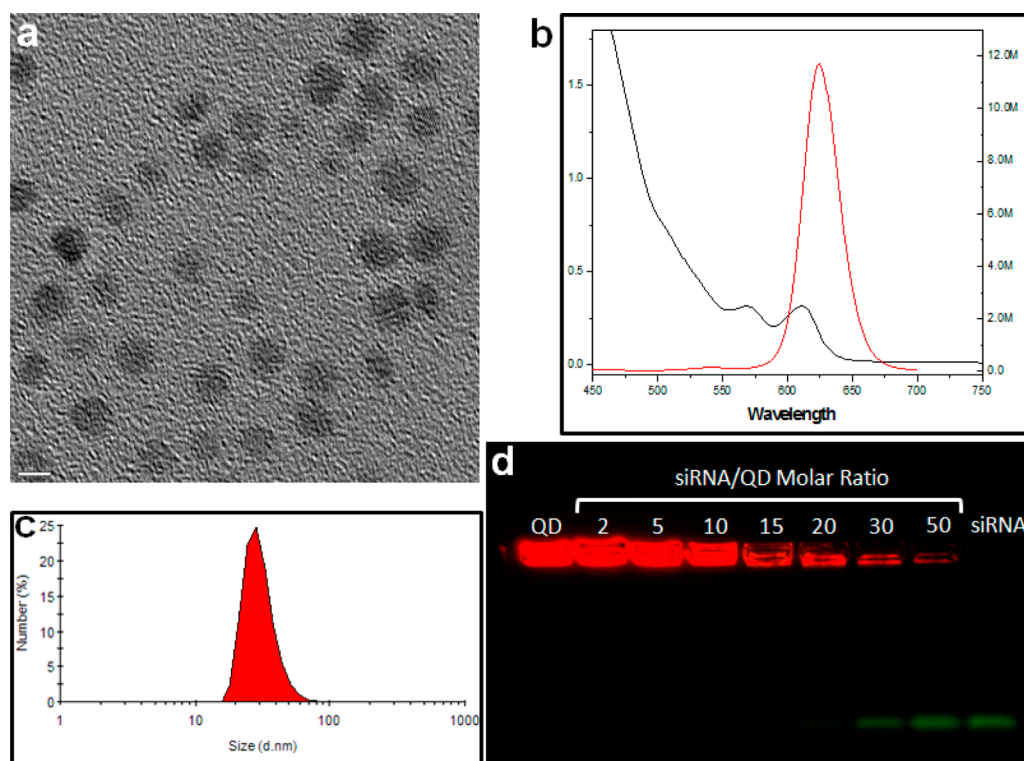 a
b
1.5
1.0
0.5
0.0
12.0M
10.0M
8.0M
6.0M
4.0M
2.0M
0.0
450 500 550 600 650 700 750
Wavelength
c
Number (%)
25
20
15
10
5
0
1 10 100 1000
Size (d.nm)
d
siRNA/QD Molar Ratio
QD 2 5 10 15 20 30 50 siRNA